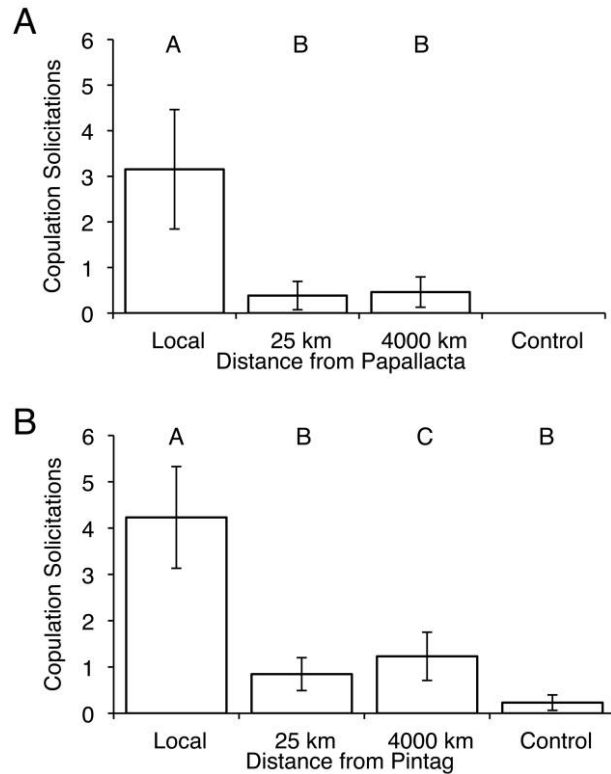 A
Copulation Solicitations
6
5
4
3
2
1
0
A B B
Local 25 km 4000 km Control
Distance from Papallacta
B
Copulation Solicitations
6
5
4
3
2
1
0
A B C B
Local 25 km 4000 km Control
Distance from Pintag